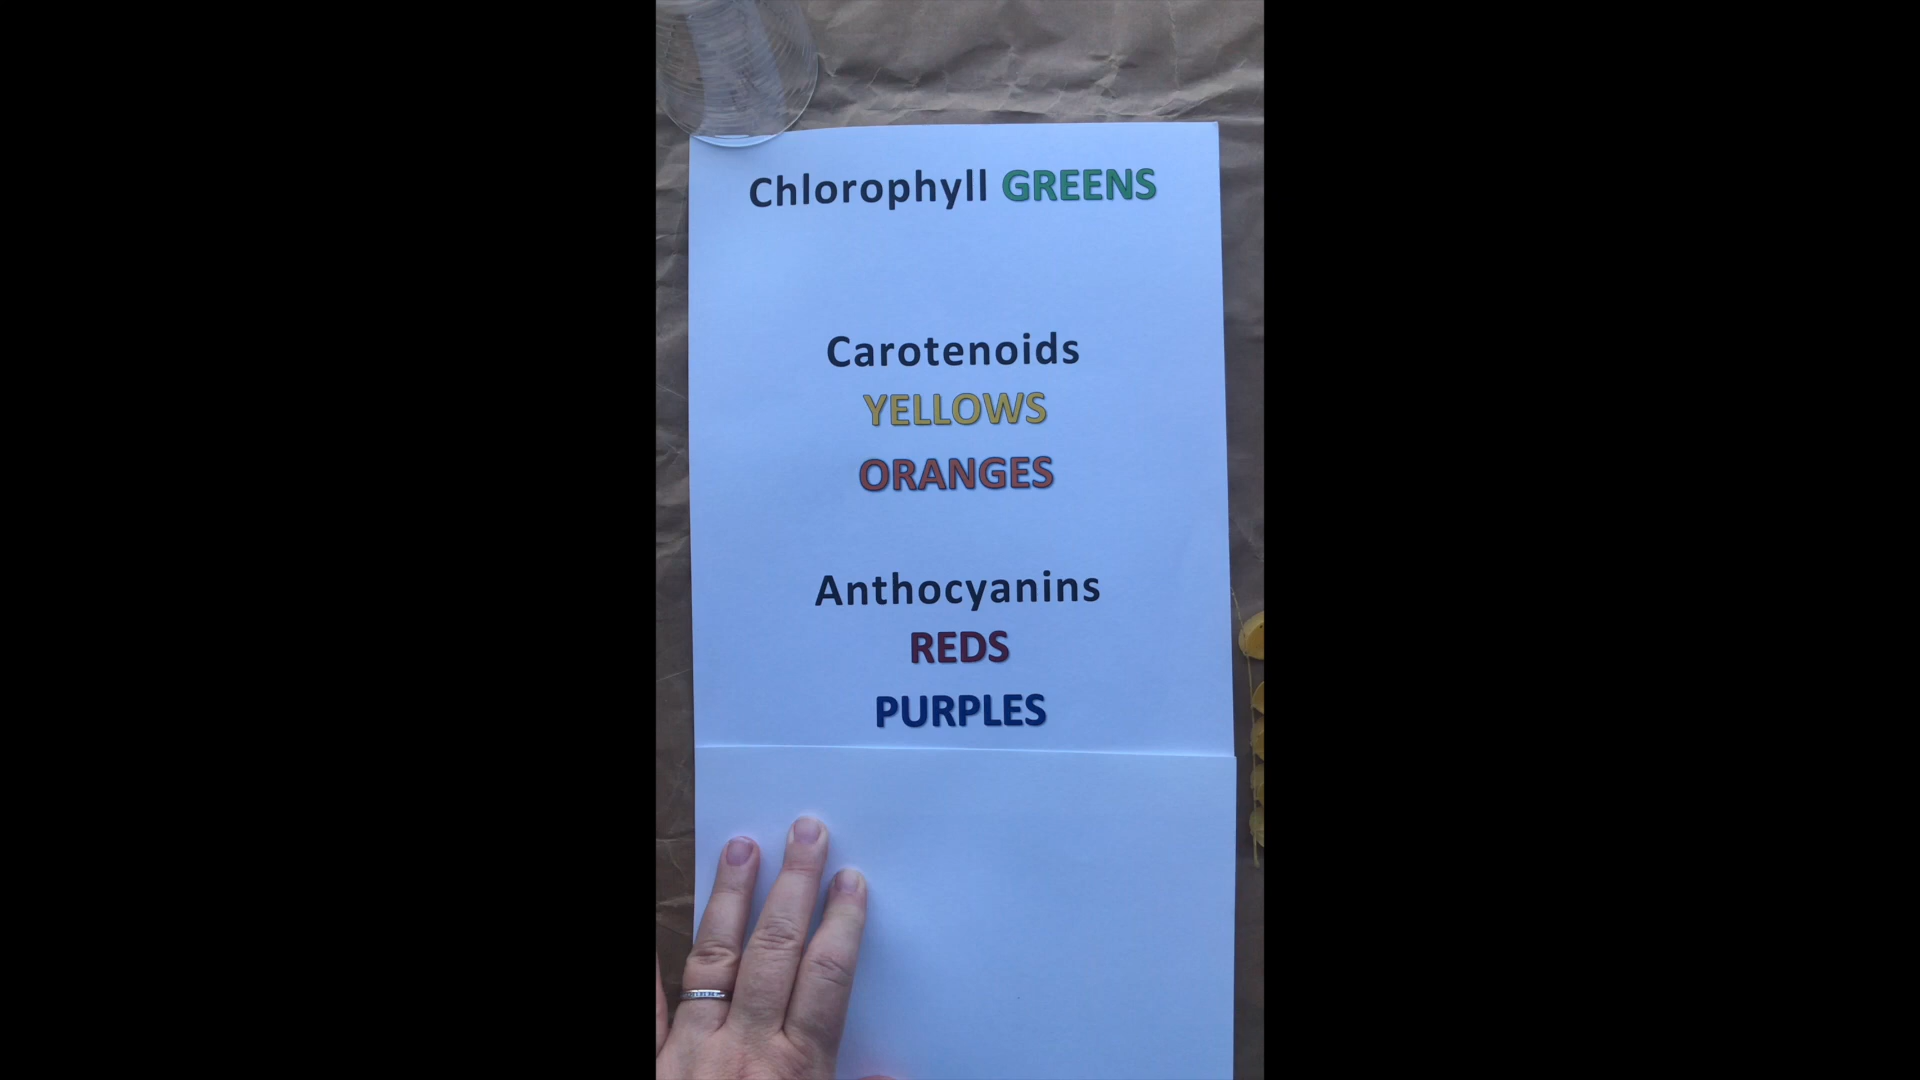 Chlorophyll GREENS
Carotenoids
YELLOWS
ORANGES
Anthocyanins
REDS
PURPLES